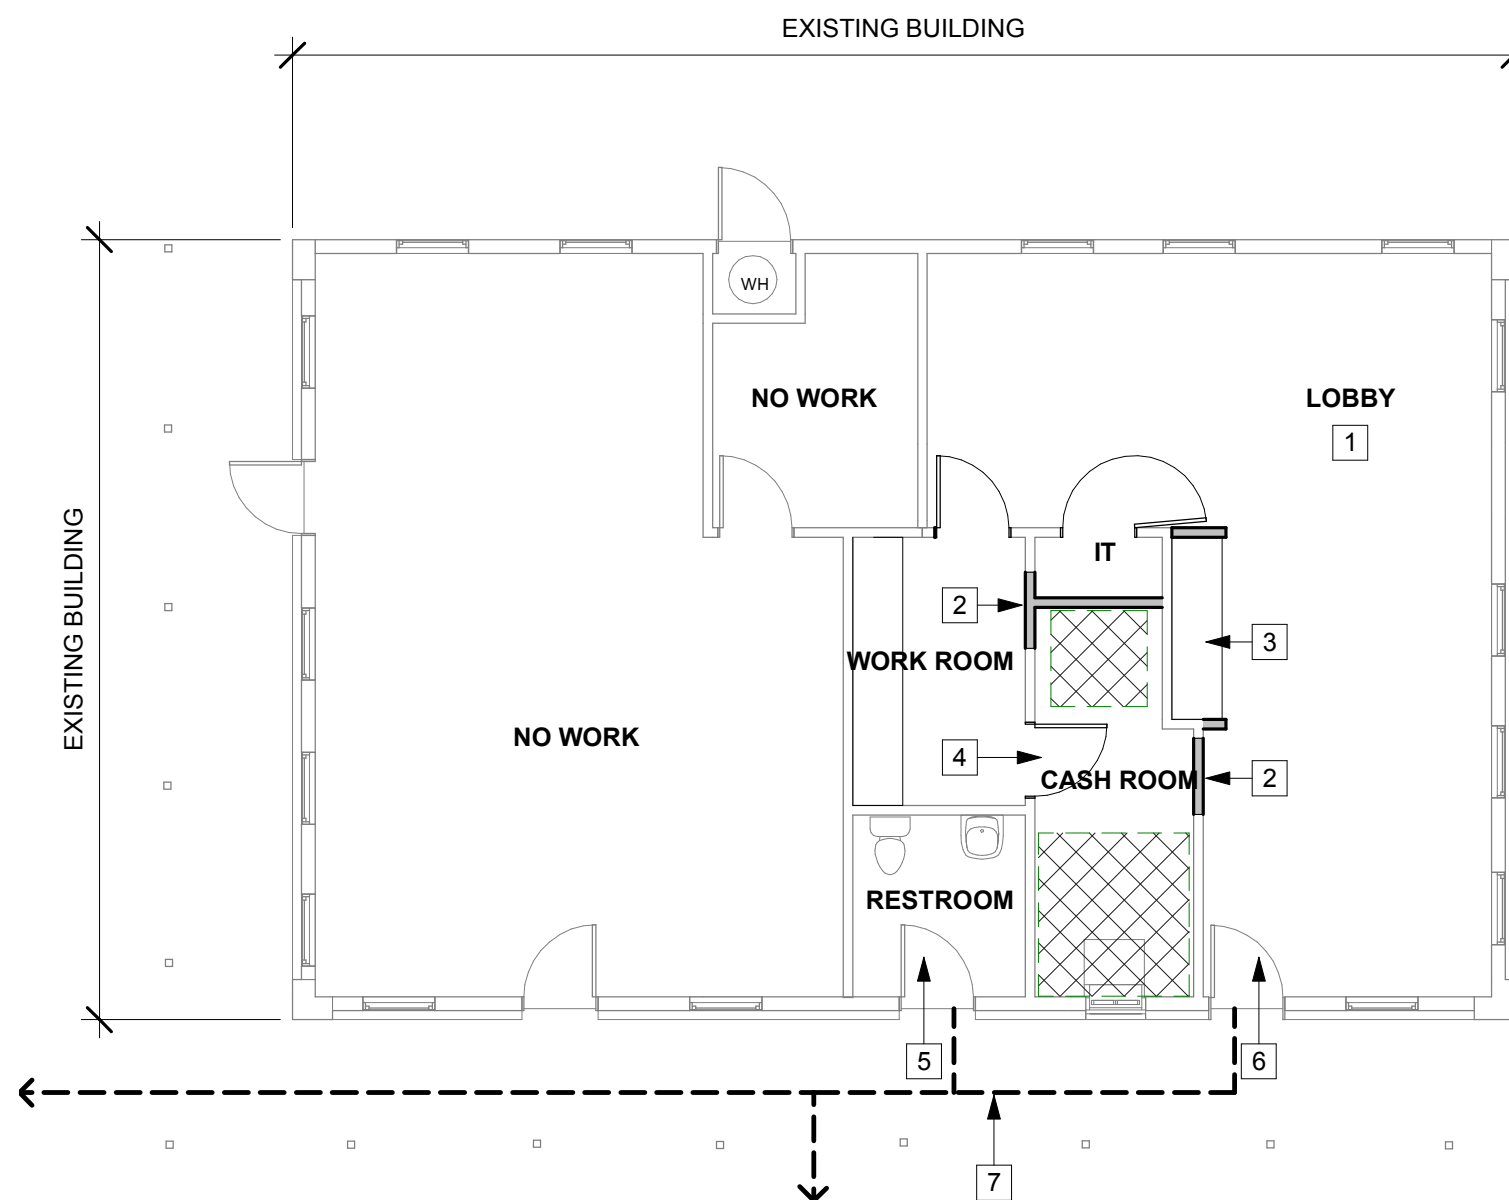 EXISTING BUILDING
WH
NO WORK
LOBBY
1
EXISTING BUILDING
IT
2
3
WORK ROOM
NO WORK
4
CASH ROOM
2
RESTROOM
5
6
7